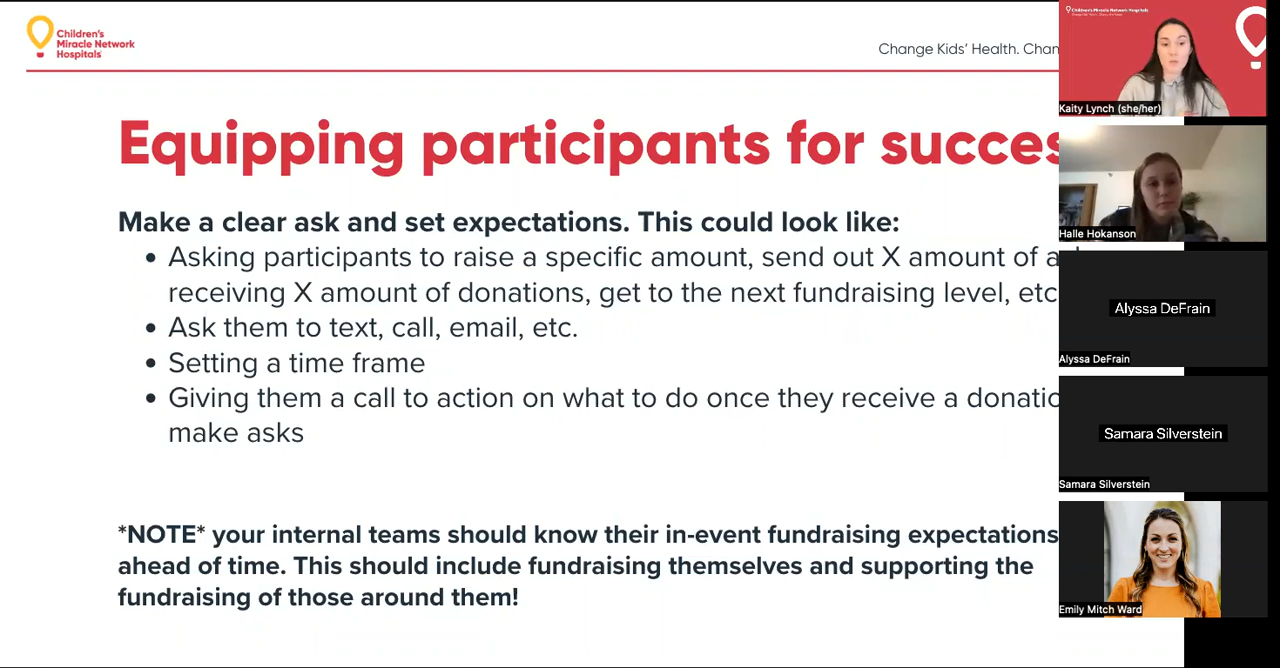 Children's
Miracle Network
Hospitals
Change Kids' Health.
Equipping participants for
Make a clear ask and set expectations. This could look like:
• Asking participants to raise a specific amount, send out X amount of
receiving X amount of donations, get to the next fundraising level, etc
• Ask them to text, call, email, etc.
• Setting a time frame
• Giving them a call to action on what to do once they receive a
make asks
*NOTE* your internal teams should know their in-event fundraising expectations
ahead of time. This should include fundraising themselves and supporting the
fundraising of those around them!
Children's Miracle Network Hospitals
Kaity Lynch (she/her)
Halle Hokanson
Alyssa DeFrain
Alyssa DeFrain
Samara Silverstein
Samara Silverstein
Emily Mitch Ward